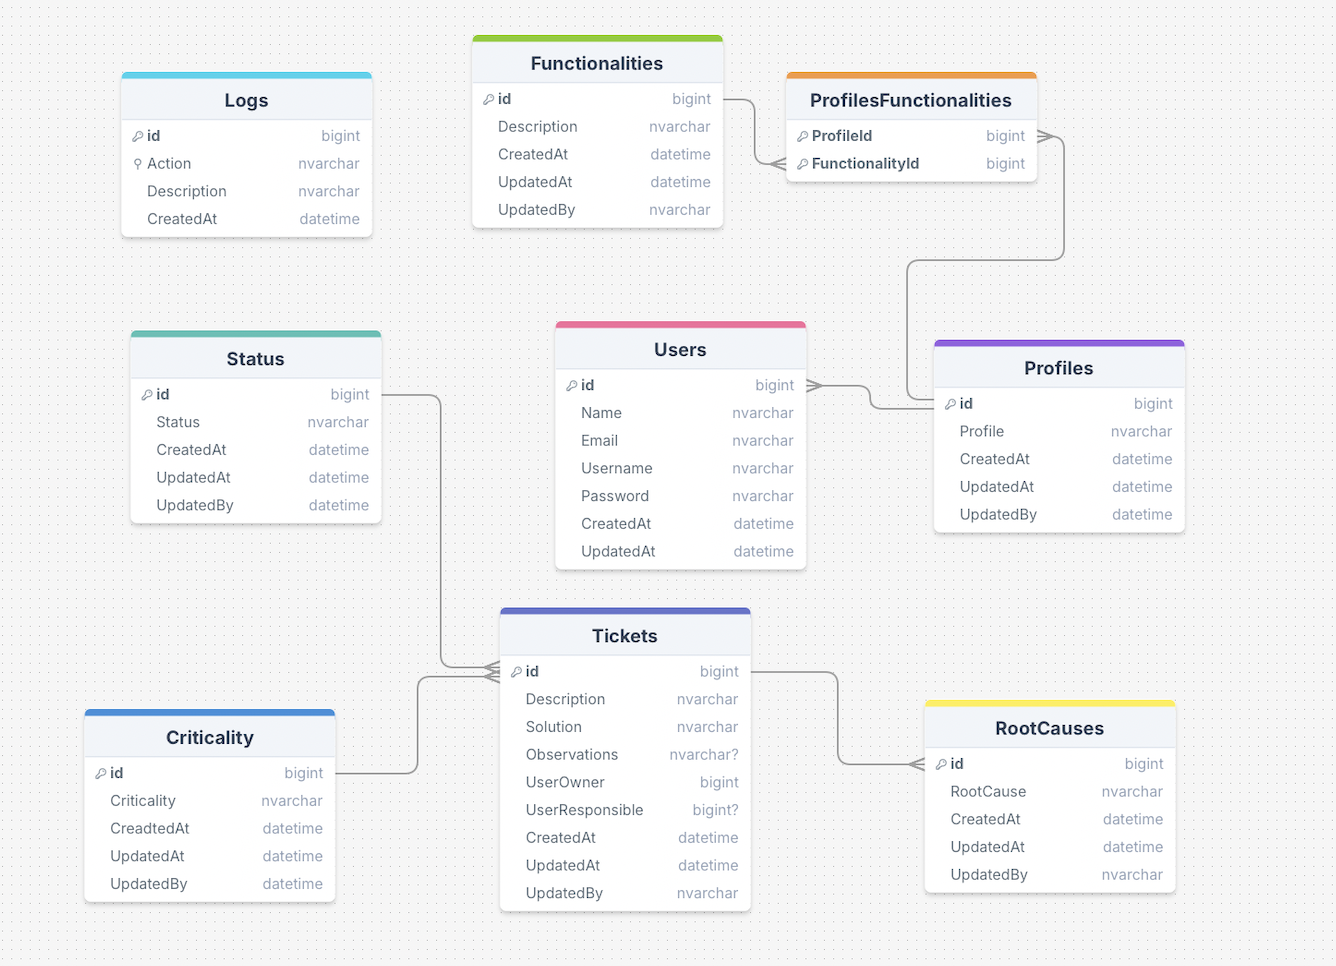 Functionalities
id bigint
Description nvarchar
CreatedAt datetime
UpdatedAt datetime
UpdatedBy nvarchar
Logs
id bigint
Action nvarchar
Description nvarchar
CreatedAt datetime
ProfilesFunctionalities
ProfileId bigint
FunctionalityId bigint
Status
id bigint
Status nvarchar
CreatedAt datetime
UpdatedAt datetime
UpdatedBy datetime
Users
id bigint
Name nvarchar
Email nvarchar
Username nvarchar
Password nvarchar
CreatedAt datetime
UpdatedAt datetime
Profiles
id bigint
Profile nvarchar
CreatedAt datetime
UpdatedAt datetime
UpdatedBy datetime
Tickets
id bigint
Description nvarchar
Solution nvarchar
Observations nvarchar?
UserOwner bigint
UserResponsible bigint?
CreatedAt datetime
UpdatedAt datetime
UpdatedBy nvarchar
Criticality
id bigint
Criticality nvarchar
CreadtedAt datetime
UpdatedAt datetime
UpdatedBy datetime
RootCauses
id bigint
RootCause nvarchar
CreatedAt datetime
UpdatedAt datetime
UpdatedBy nvarchar